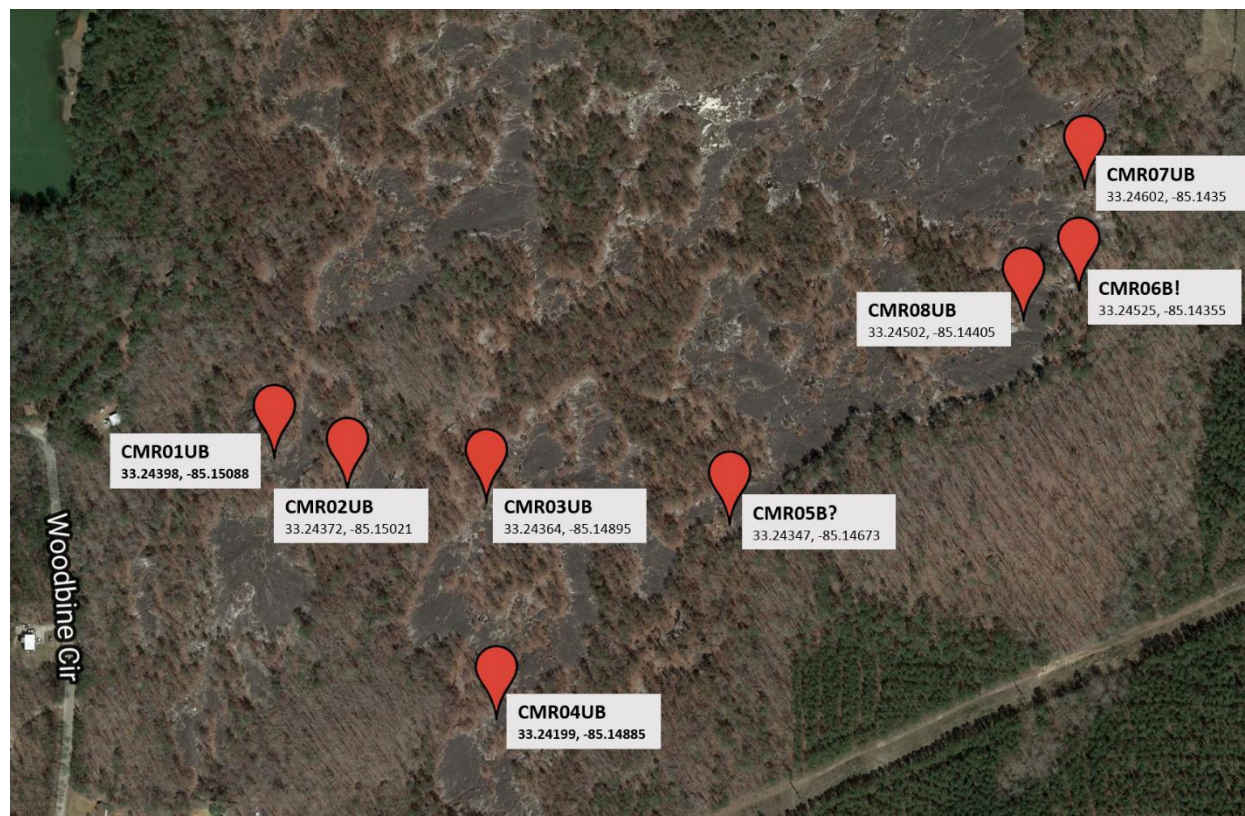 CMR07UB
33.24602, -85.1435
CMR06B!
33.24525, -85.14355
CMR08UB
33.24502, -85.14405
CMR01UB
33.24398, -85.15088
CMR02UB
33.24372, -85.15021
CMR03UB
33.24364, -85.14895
CMR05B?
33.24347, -85.14673
Woodbine Cir
CMR04UB
33.24199, -85.14885